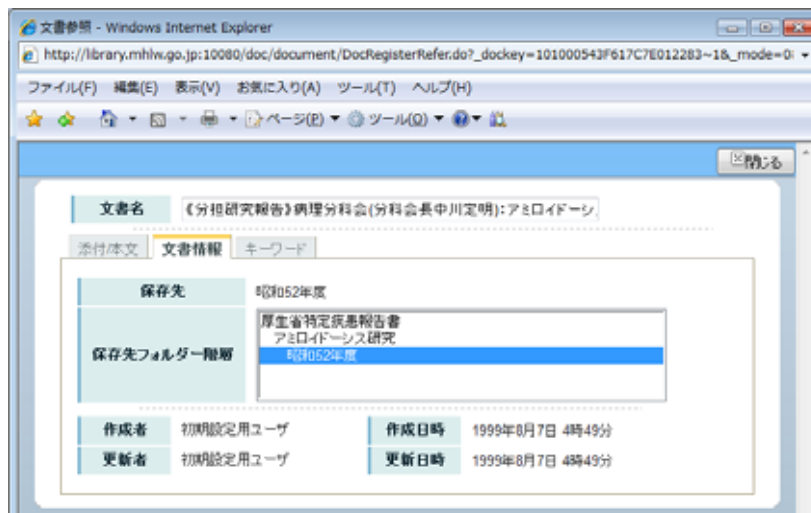 文書参照 - Windows Internet Explorer
http://library.mhlw.go.jp:10080/doc/document/DocRegisterRefer.do?_dockey=101000543F617C7E012283~1&_mode=0
ファイル(F) 編集(E) 表示(V) お気に入り(A) ツール(T) ヘルプ(H)
ページ(P) ツール(O)
閉じる
文書名 《分担研究報告》病理分科会(分科会長中川定明):アミロイドーシ
添付/本文 文書情報 キーワード
保存先 昭和52年度
保存先フォルダー階層
厚生省特定疾患報告書
アミロイドーシス研究
昭和52年度
作成者 初期設定用ユーザ 作成日時 1999年8月7日 4時49分
更新者 初期設定用ユーザ 更新日時 1999年8月7日 4時49分